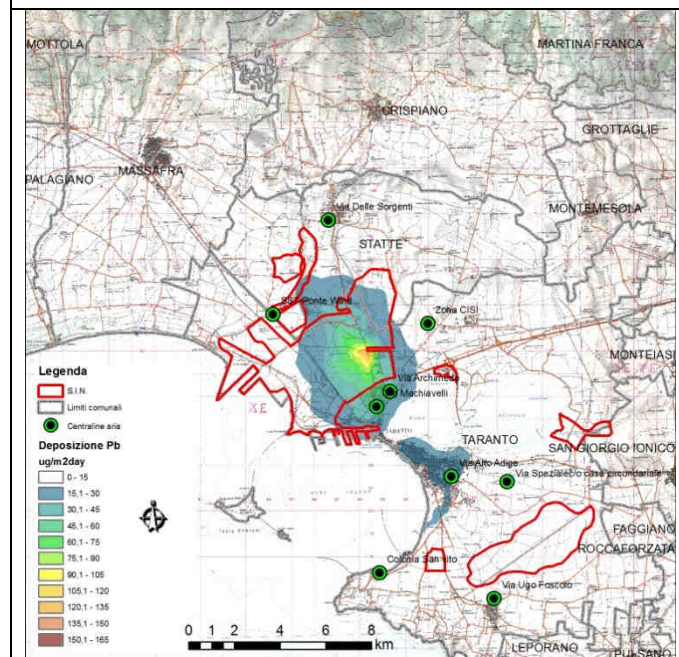 MOTTOLA
MARTINA FRANCA
CRISPIANO
GROTTAGLIE
MASSAFRA
PALAGIANO
MONTEMESOLA
Via Delle Sorgenti
STATTE
SS7 Ponte Wind
Zona CISI
MONTEIASI
Legenda
S.I.N.
Limiti comunali
Centraline aria
Via Archimede
Machiavelli
Deposizione Pb
ug/m2day
TARANTO
SAN GIORGIO IONICO
0 - 15
15,1 - 30
30,1 - 45
45,1 - 60
60,1 - 75
75,1 - 90
90,1 - 105
105,1 - 120
120,1 - 135
135,1 - 150
150,1 - 165
Via Alto Adige
Via Speziale c/o casa circondariale
FAGGIANO
ROCCAFORZATA
Colonia San Vito
Via Ugo Foscolo
0 1 2 4 6 8
km
LEPORANO
PULSANO